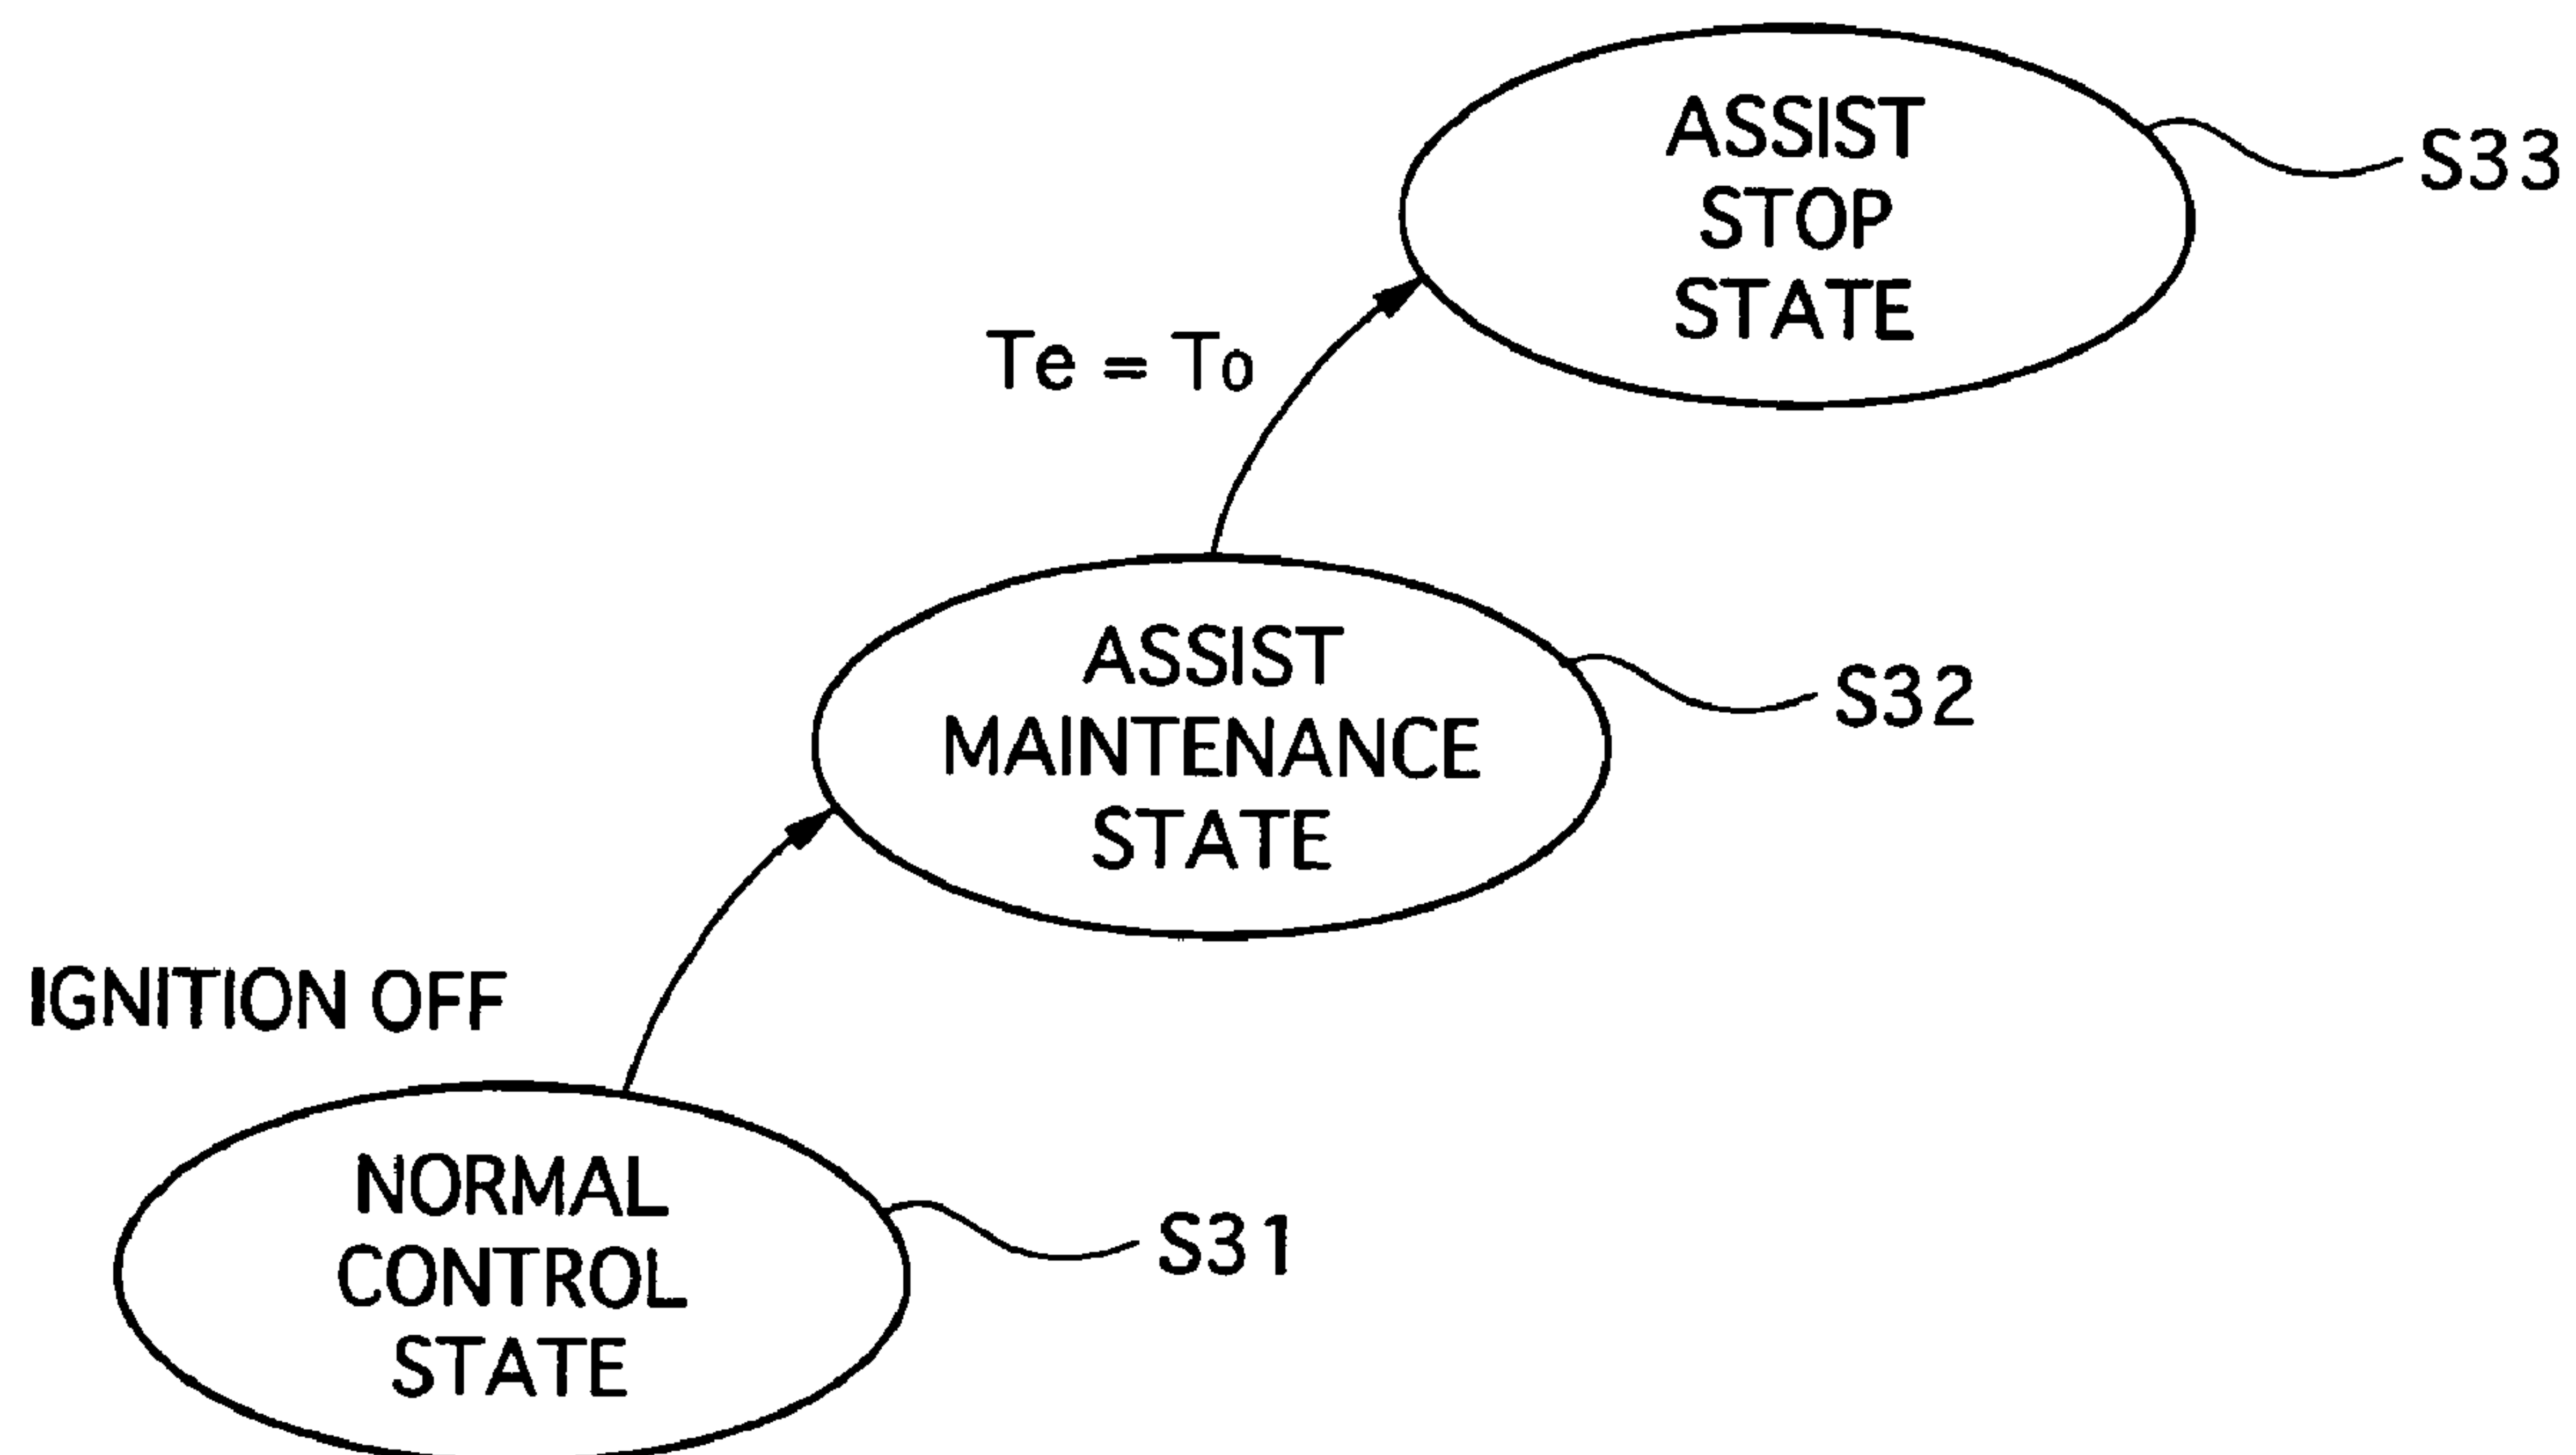 ASSIST
STOP
STATE
S33
Te = To
ASSIST
MAINTENANCE
STATE
S32
IGNITION OFF
NORMAL
CONTROL
STATE
S31